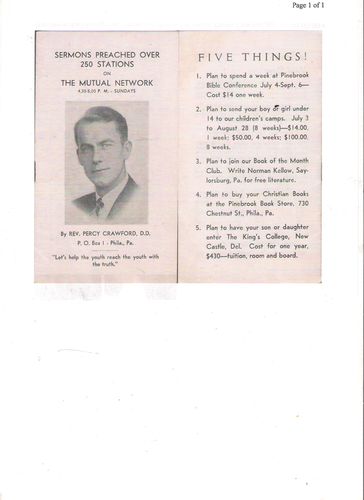 Page 1 of 1
SERMONS PREACHED OVER
250 STATIONS
ON
THE MUTUAL NETWORK
4:30-5:00 P. M. - SUNDAYS
By REV. PERCY CRAWFORD, D.D.
P. O. Box 1 - Phila., Pa.
"Let's help the youth reach the youth with
the truth."
FIVE THINGS!
1. Plan to spend a week at Pinebrook
Bible Conference July 4-Sept. 6—
Cost $14 one week.
2. Plan to send your boy or girl under
14 to our children's camps. July 3
to August 28 (8 weeks)—$14.00,
1 week; $50.00, 4 weeks; $100.00,
8 weeks.
3. Plan to join our Book of the Month
Club. Write Norman Kellow, Say-
lorsburg, Pa. for free literature.
4. Plan to buy your Christian Books
at the Pinebrook Book Store, 730
Chestnut St., Phila., Pa.
5. Plan to have your son or daughter
enter The King's College, New
Castle, Del. Cost for one year,
$430—tuition, room and board.